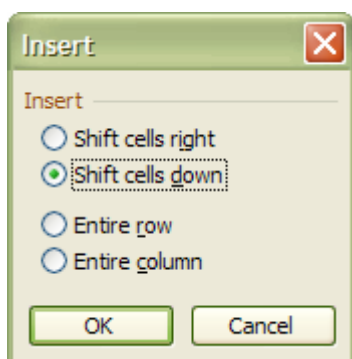 Insert
Insert
Shift cells right
Shift cells down
Entire row
Entire column
OK Cancel